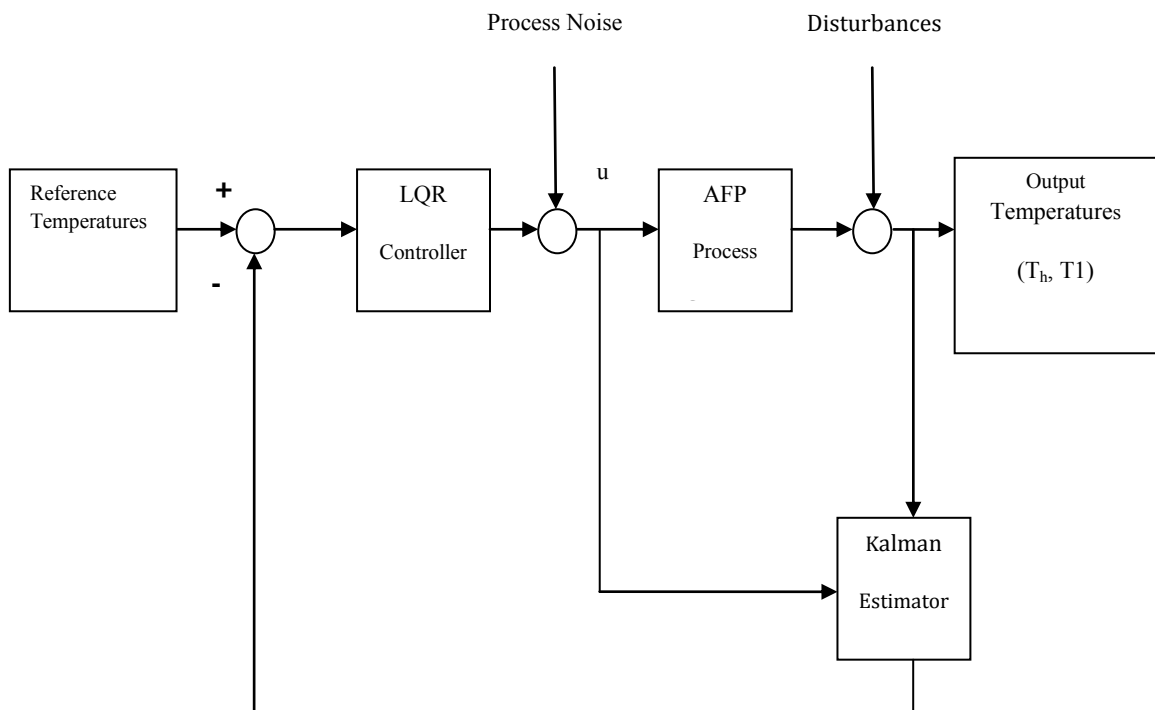 Process Noise
Disturbances
Reference
Temperatures
+
-
LQR
Controller
u
AFP
Process
Output
Temperatures
(Th, T1)
Kalman
Estimator